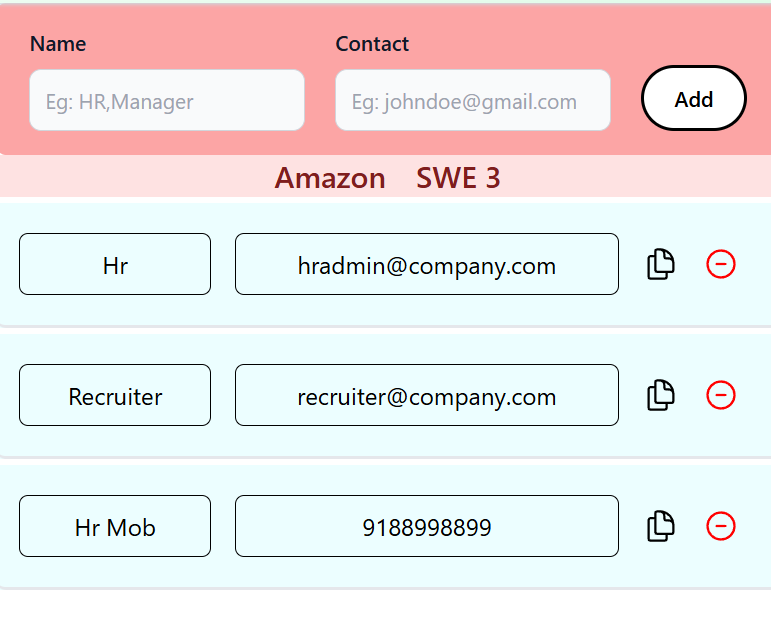 Name Contact
Eg: HR,Manager Eg: johndoe@gmail.com Add
Amazon SWE 3
Hr hradmin@company.com
Recruiter recruiter@company.com
Hr Mob 9188998899